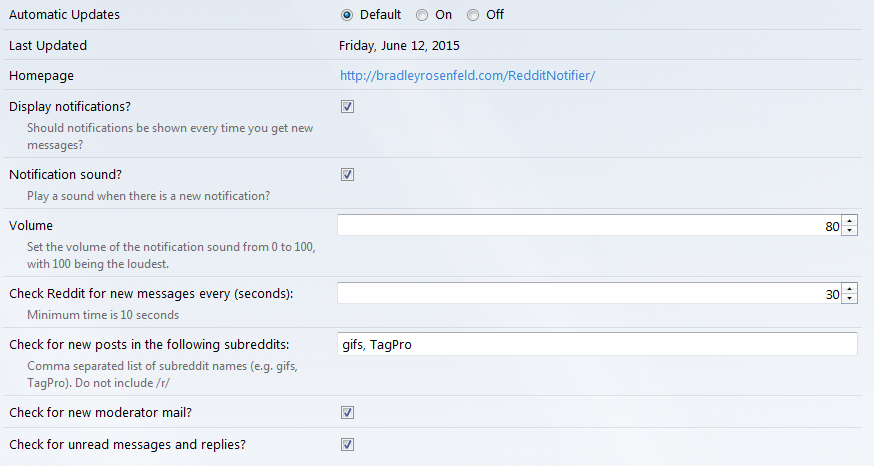 Automatic Updates Default On Off
Last Updated Friday, June 12, 2015
Homepage http://bradleyrosenfeld.com/RedditNotifier/
Display notifications?
Should notifications be shown every time you get new
messages?
Notification sound?
Play a sound when there is a new notification?
Volume 80
Set the volume of the notification sound from 0 to 100,
with 100 being the loudest.
Check Reddit for new messages every (seconds): 30
Minimum time is 10 seconds
Check for new posts in the following subreddits: gifs, TagPro
Comma separated list of subreddit names (e.g. gifs,
TagPro). Do not include /r/
Check for new moderator mail?
Check for unread messages and replies?